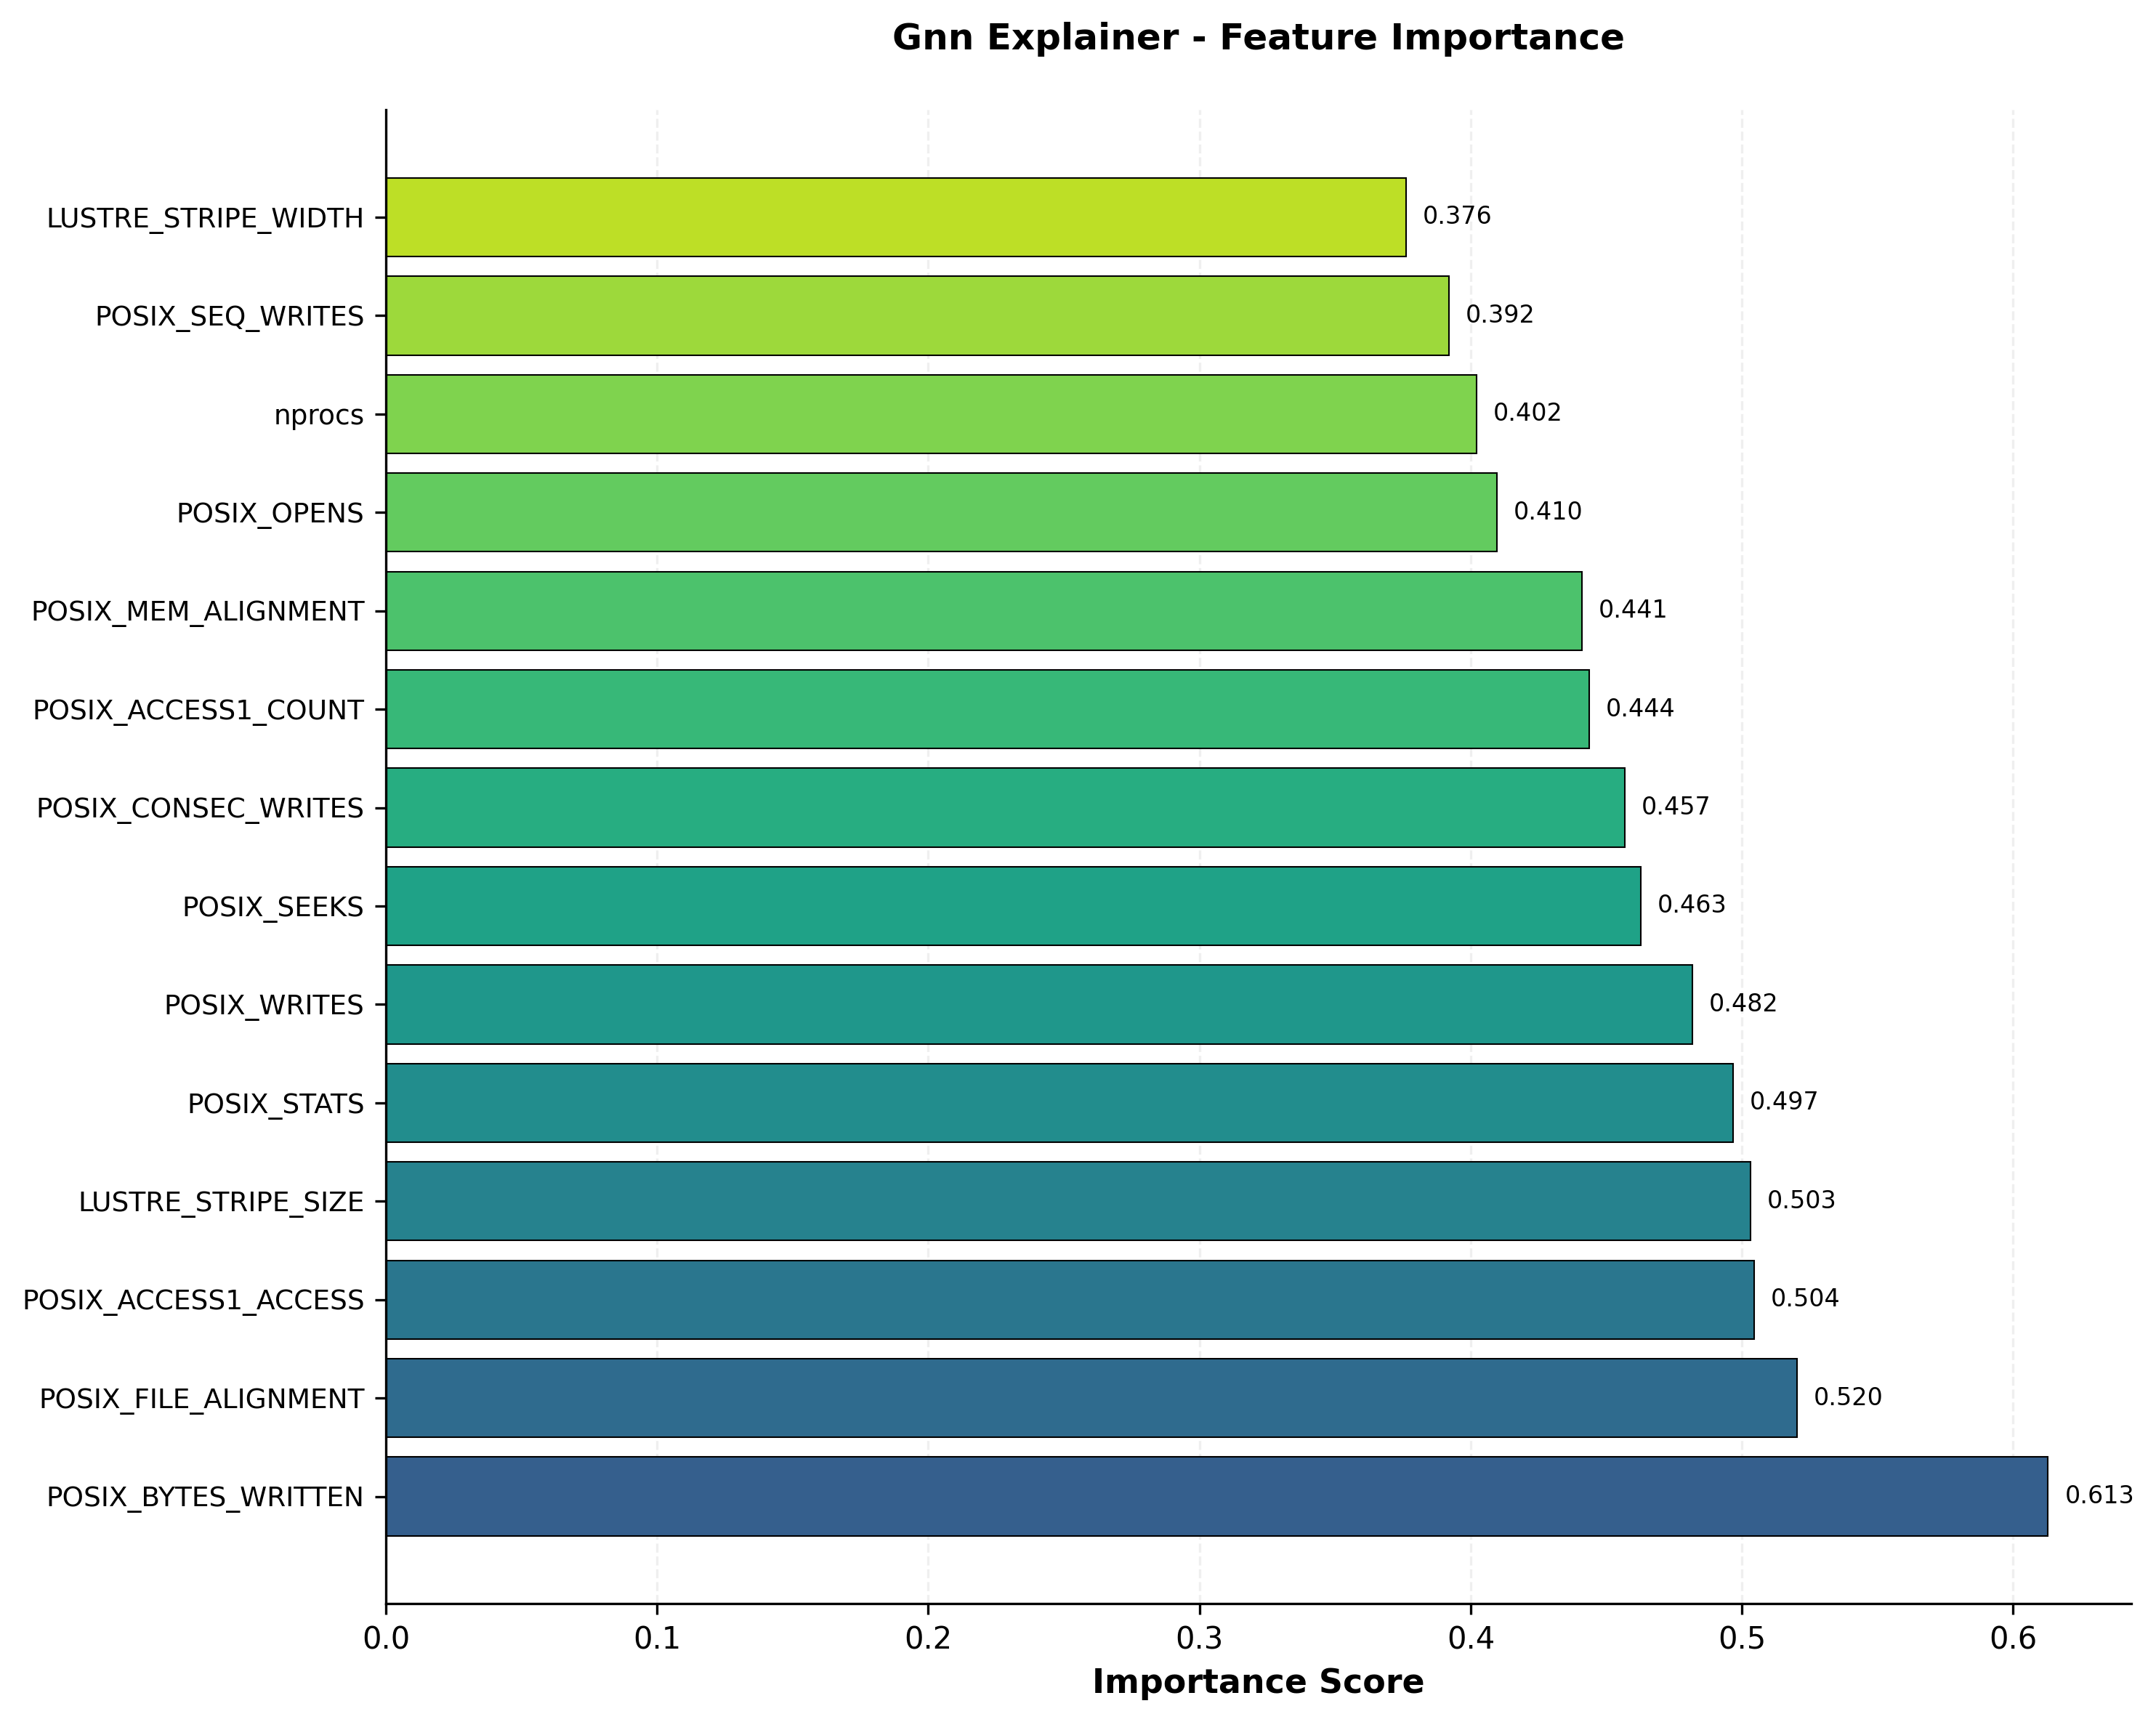 Gnn Explainer - Feature Importance
LUSTRE_STRIPE_WIDTH 0.376
POSIX_SEQ_WRITES 0.392
nprocs 0.402
POSIX_OPENS 0.410
POSIX_MEM_ALIGNMENT 0.441
POSIX_ACCESS1_COUNT 0.444
POSIX_CONSEC_WRITES 0.457
POSIX_SEEKS 0.463
POSIX_WRITES 0.482
POSIX_STATS 0.497
LUSTRE_STRIPE_SIZE 0.503
POSIX_ACCESS1_ACCESS 0.504
POSIX_FILE_ALIGNMENT 0.520
POSIX_BYTES_WRITTEN 0.613
0.0 0.1 0.2 0.3 0.4 0.5 0.6
Importance Score